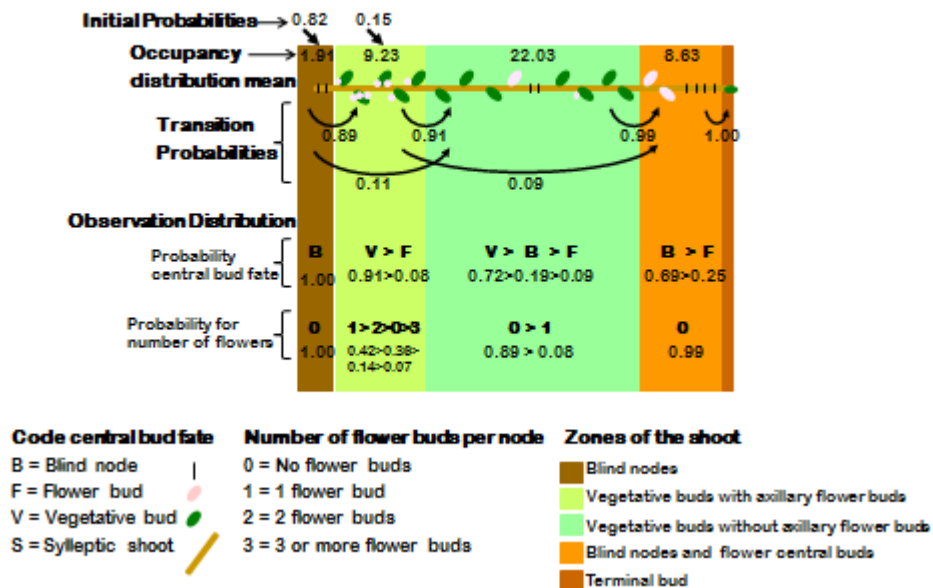 Initial Probabilities 0.82 0.15
Occupancy 1.91 9.23 22.03 8.63
distribution mean
Transition 0.89 0.91 0.99 1.00
Probabilities
0.11 0.09
Observation Distribution
Probability B V > F V > B > F B > F
central bud fate 1.00 0.91>0.08 0.72>0.19>0.09 0.69>0.25
Probability for 0 1>2>0>3 0 > 1 0
number of flowers 1.00 0.42>0.36> 0.89 > 0.08 0.99
0.14>0.07
Code central bud fate Number of flower buds per node Zones of the shoot
B = Blind node 0 = No flower buds Blind nodes
F = Flower bud 1 = 1 flower bud Vegetative buds with axillary flower buds
V = Vegetative bud 2 = 2 flower buds Vegetative buds without axillary flower buds
S = Sylleptic shoot 3 = 3 or more flower buds Blind nodes and flower central buds
Terminal bud